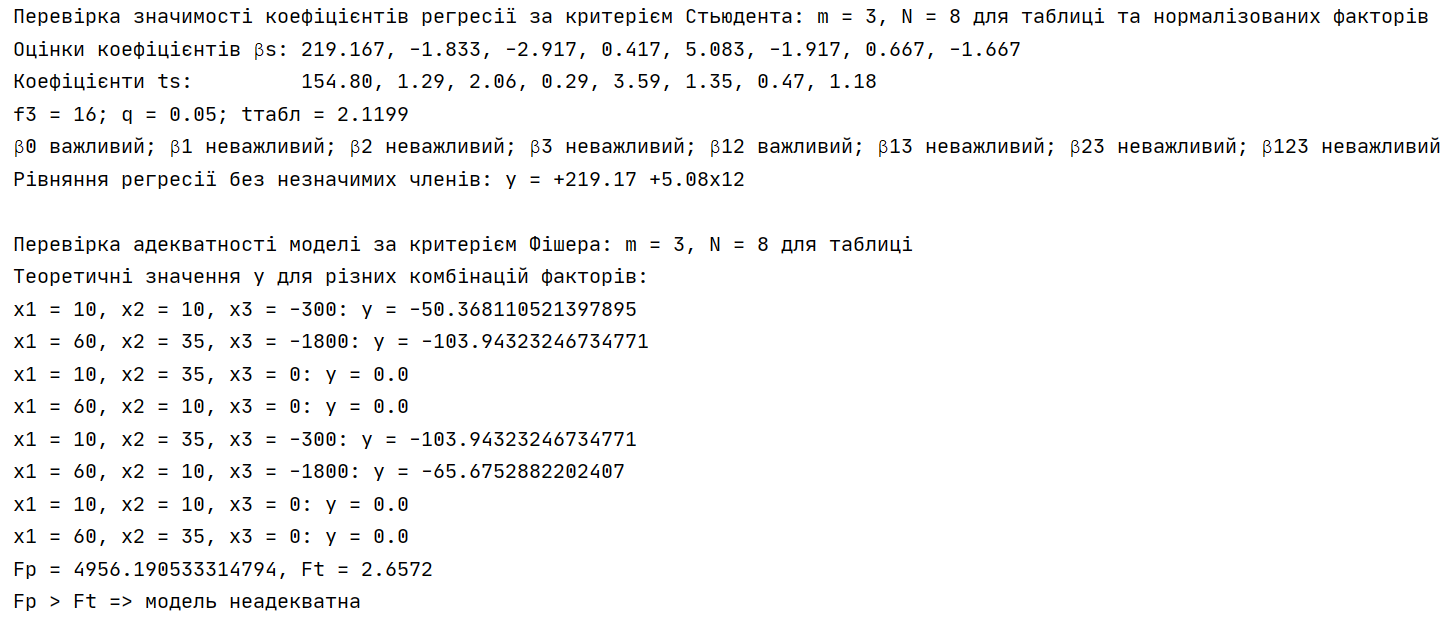 Перевірка значимості коефіцієнтів регресії за критерієм Стьюдента: m = 3, N = 8 для таблиці та нормалізованих факторів
Оцінки коефіцієнтів βs: 219.167, -1.833, -2.917, 0.417, 5.083, -1.917, 0.667, -1.667
Коефіцієнти ts:         154.80, 1.29, 2.06, 0.29, 3.59, 1.35, 0.47, 1.18
f3 = 16; q = 0.05; tтабл = 2.1199
β0 важливий; β1 неважливий; β2 неважливий; β3 неважливий; β12 важливий; β13 неважливий; β23 неважливий; β123 неважливий
Рівняння регресії без незначимих членів: y = +219.17 +5.08x12
Перевірка адекватності моделі за критерієм Фішера: m = 3, N = 8 для таблиці
Теоретичні значення y для різних комбінацій факторів:
x1 = 10, x2 = 10, x3 = -300: y = -50.368110521397895
x1 = 60, x2 = 35, x3 = -1800: y = -103.94323246734771
x1 = 10, x2 = 35, x3 = 0: y = 0.0
x1 = 60, x2 = 10, x3 = 0: y = 0.0
x1 = 10, x2 = 35, x3 = -300: y = -103.94323246734771
x1 = 60, x2 = 10, x3 = -1800: y = -65.6752882202407
x1 = 10, x2 = 10, x3 = 0: y = 0.0
x1 = 60, x2 = 35, x3 = 0: y = 0.0
Fp = 4956.190533314794, Ft = 2.6572
Fp > Ft => модель неадекватна